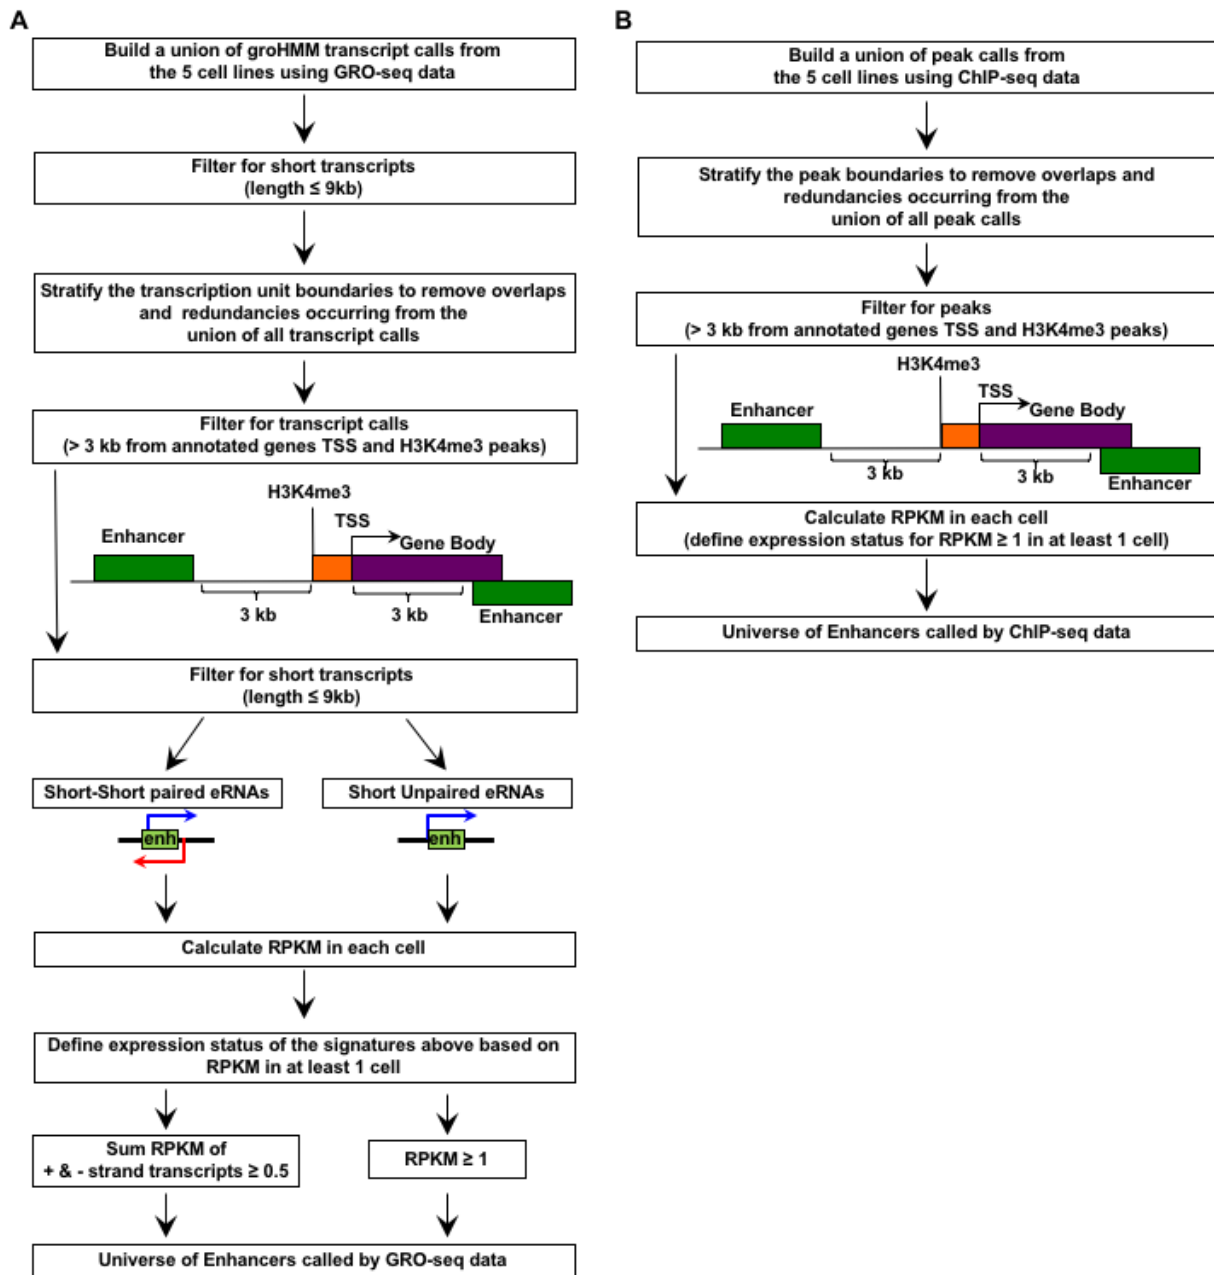 A
Build a union of groHMM transcript calls from
the 5 cell lines using GRO-seq data
Filter for short transcripts
(length ≤ 9kb)
Stratify the transcription unit boundaries to remove overlaps
and redundancies occurring from the
union of all transcript calls
Filter for transcript calls
(> 3 kb from annotated genes TSS and H3K4me3 peaks)
H3K4me3
TSS
Enhancer
Gene Body
3 kb
3 kb
Enhancer
Filter for short transcripts
(length ≤ 9kb)
Short-Short paired eRNAs
Short Unpaired eRNAs
enh
enh
Calculate RPKM in each cell
Define expression status of the signatures above based on
RPKM in at least 1 cell
Sum RPKM of
+ & - strand transcripts ≥ 0.5
RPKM ≥ 1
Universe of Enhancers called by GRO-seq data
B
Build a union of peak calls from
the 5 cell lines using ChIP-seq data
Stratify the peak boundaries to remove overlaps and
redundancies occurring from the
union of all peak calls
Filter for peaks
(> 3 kb from annotated genes TSS and H3K4me3 peaks)
H3K4me3
TSS
Enhancer
Gene Body
3 kb
3 kb
Enhancer
Calculate RPKM in each cell
(define expression status for RPKM ≥ 1 in at least 1 cell)
Universe of Enhancers called by ChIP-seq data